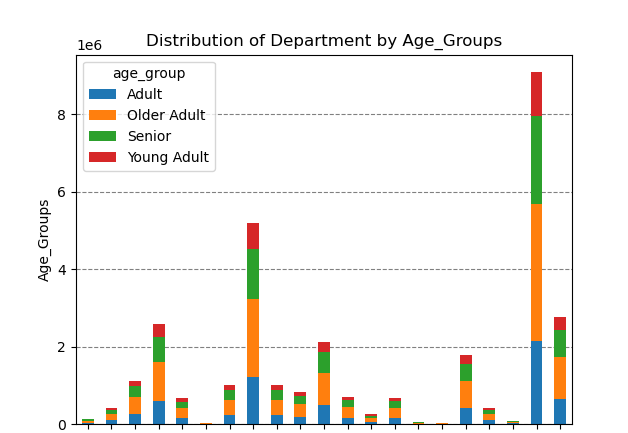 Distribution of Department by Age_Groups
1e6
age_group
Adult
Older Adult
Senior
Young Adult
8
6
4
2
0
Age_Groups